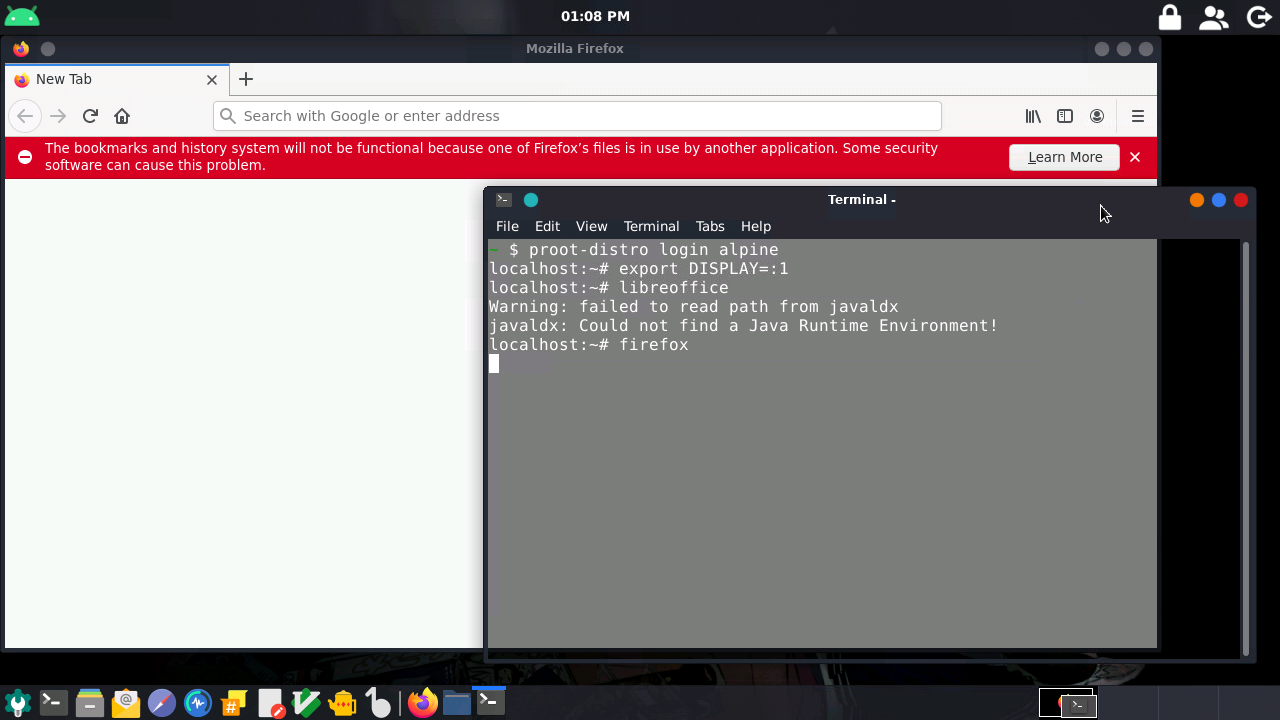 01:08 PM
Mozilla Firefox
New Tab
Search with Google or enter address
The bookmarks and history system will not be functional because one of Firefox’s files is in use by another application. Some security
software can cause this problem.
Learn More
Terminal -
File Edit View Terminal Tabs Help
~ $ proot-distro login alpine
localhost:~# export DISPLAY=:1
localhost:~# libreoffice
Warning: failed to read path from javaldx
javaldx: Could not find a Java Runtime Environment!
localhost:~# firefox